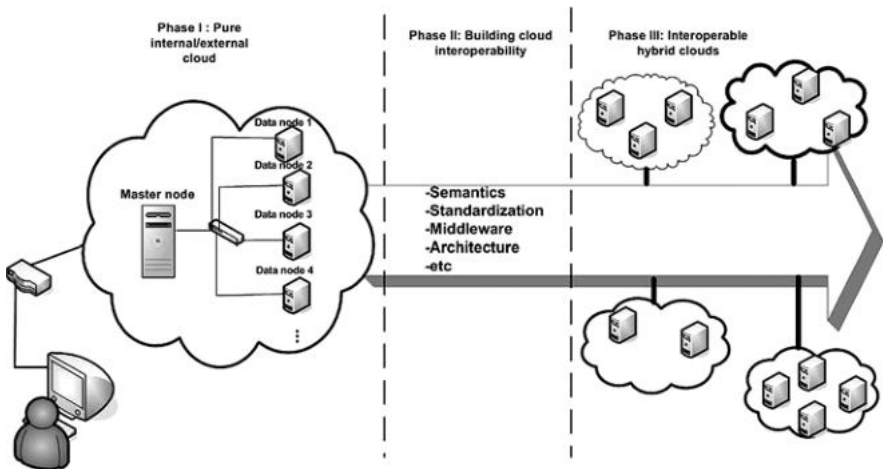 Phase I : Pure
internal/external
cloud
Phase II: Building cloud
interoperability
Phase III: Interoperable
hybrid clouds
Data node 1
Data node 2
Master node
Data node 3
Data node 4
...
-Semantics
-Standardization
-Middleware
-Architecture
-etc